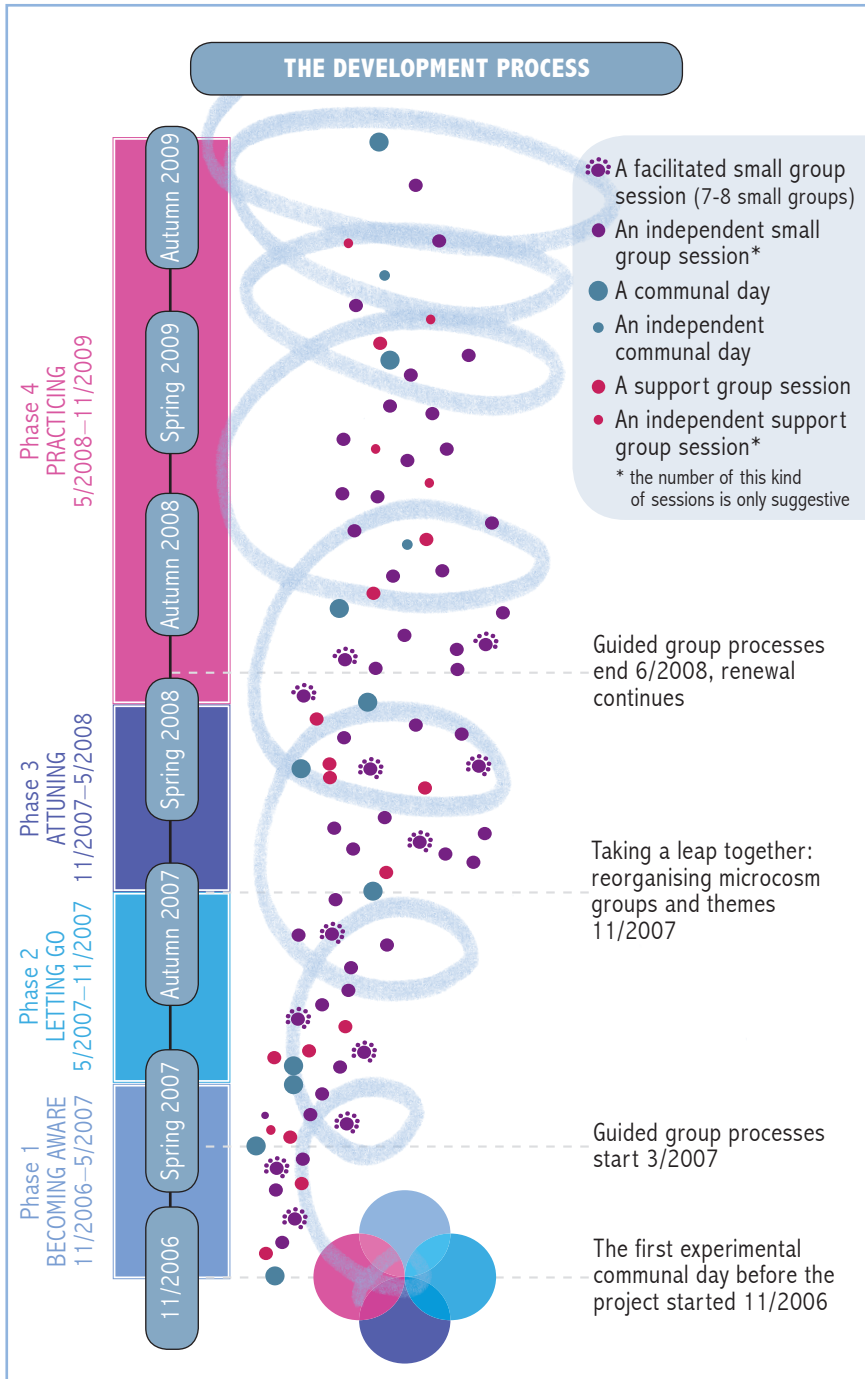 THE DEVELOPMENT PROCESS
A facilitated small group
session (7-8 small groups)
An independent small
group session*
A communal day
An independent
communal day
A support group session
An independent support
group session*
* the number of this kind
of sessions is only suggestive
Autumn 2009
Spring 2009
Autumn 2008
Spring 2008
Autumn 2007
Spring 2007
11/2006
Phase 4
PRACTICING
5/2008–11/2009
Phase 3
ATTUNING
11/2007–5/2008
Phase 2
LETTING GO
5/2007–11/2007
Phase 1
BECOMING AWARE
11/2006–5/2007
Guided group processes
end 6/2008, renewal
continues
Taking a leap together:
reorganising microcosm
groups and themes
11/2007
Guided group processes
start 3/2007
The first experimental
communal day before the
project started 11/2006